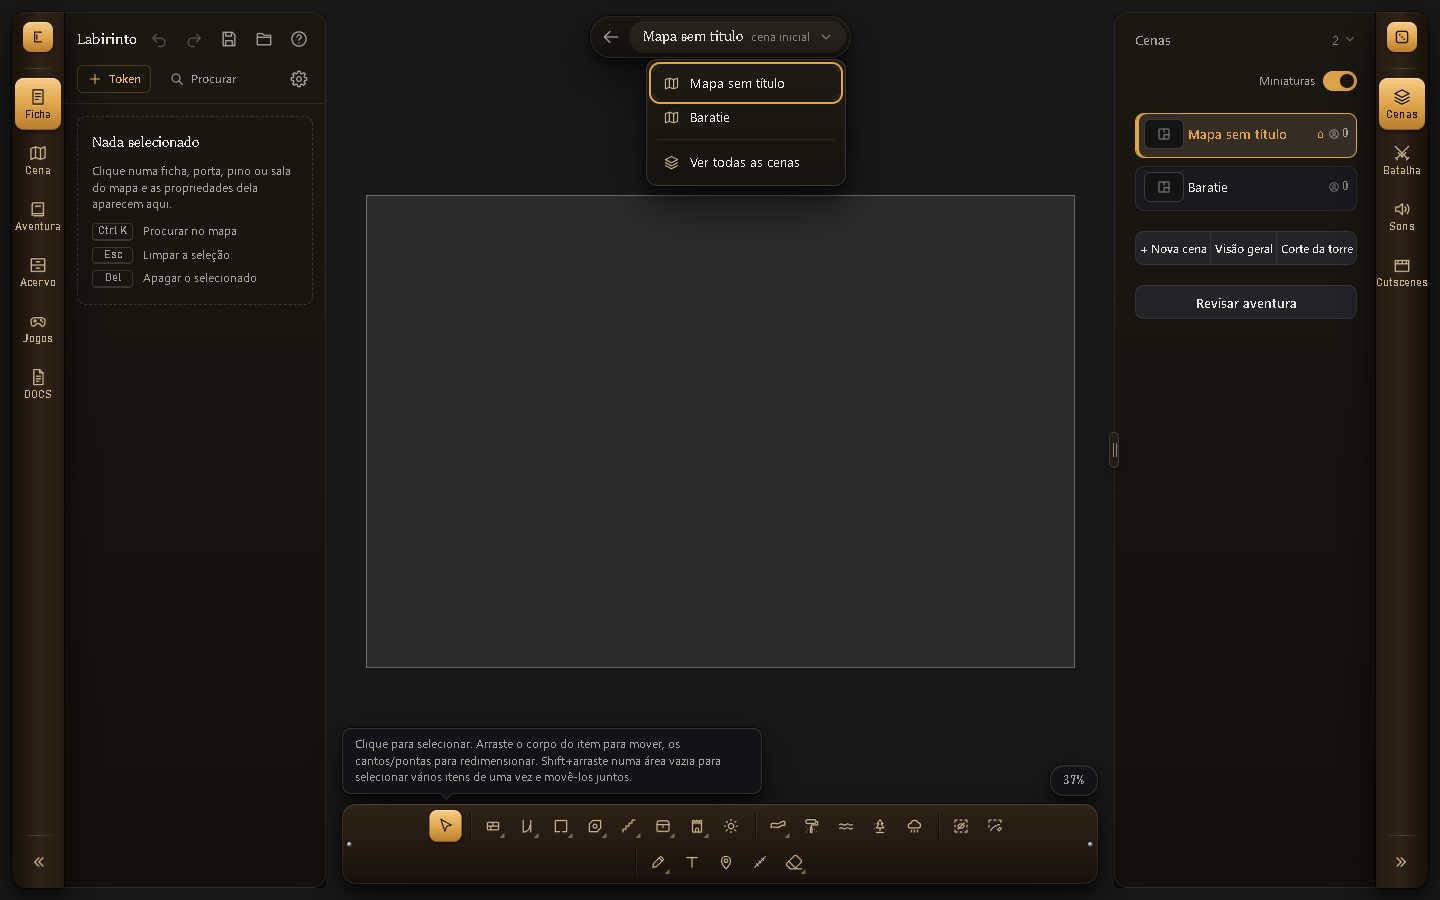 Labirinto
Token
Procurar
Ficha
Cena
Aventura
Acervo
Jogos
DOCS
Nada selecionado
Clique numa ficha, porta, pino ou sala
do mapa e as propriedades dela
aparecem aqui.
Ctrl K Procurar no mapa
Esc Limpar a seleção
Del Apagar o selecionado
Mapa sem título cena inicial
Mapa sem título
Baratie
Ver todas as cenas
Clique para selecionar. Arraste o corpo do item para mover, os
cantos/pontas para redimensionar. Shift+arraste numa área vazia para
selecionar vários itens de uma vez e movê-los juntos.
37%
Cenas 2
Miniaturas
Mapa sem título 0
Baratie 0
+ Nova cena Visão geral Corte da torre
Revisar aventura
Cenas
Batalha
Sons
Cutscenes